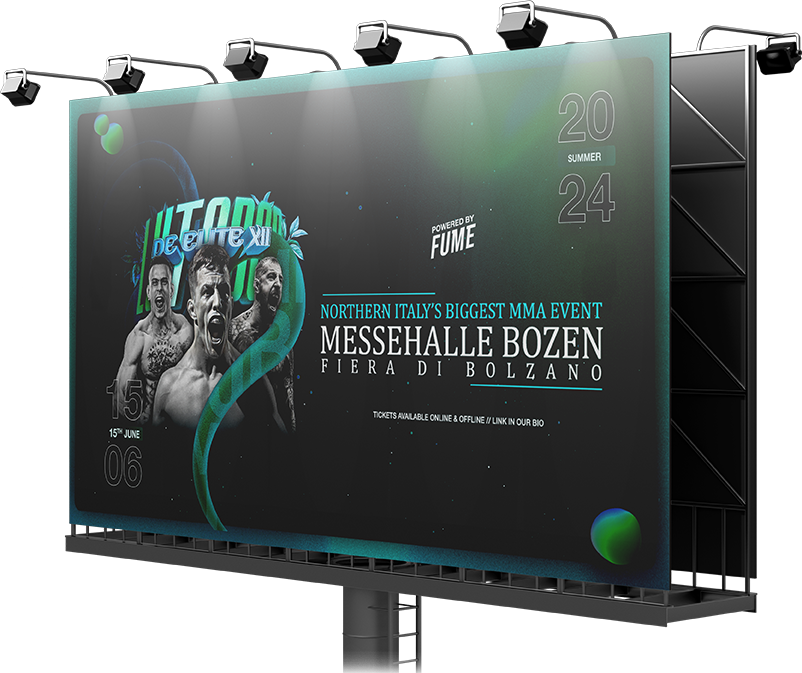 20
SUMMER
24
DE ELITE XII
POWERED BY
FUME
NORTHERN ITALY'S BIGGEST MMA EVENT
MESSEHALLE BOZEN
FIERA DI BOLZANO
TICKETS AVAILABLE ONLINE & OFFLINE // LINK IN OUR BIO
15
15TH JUNE
06